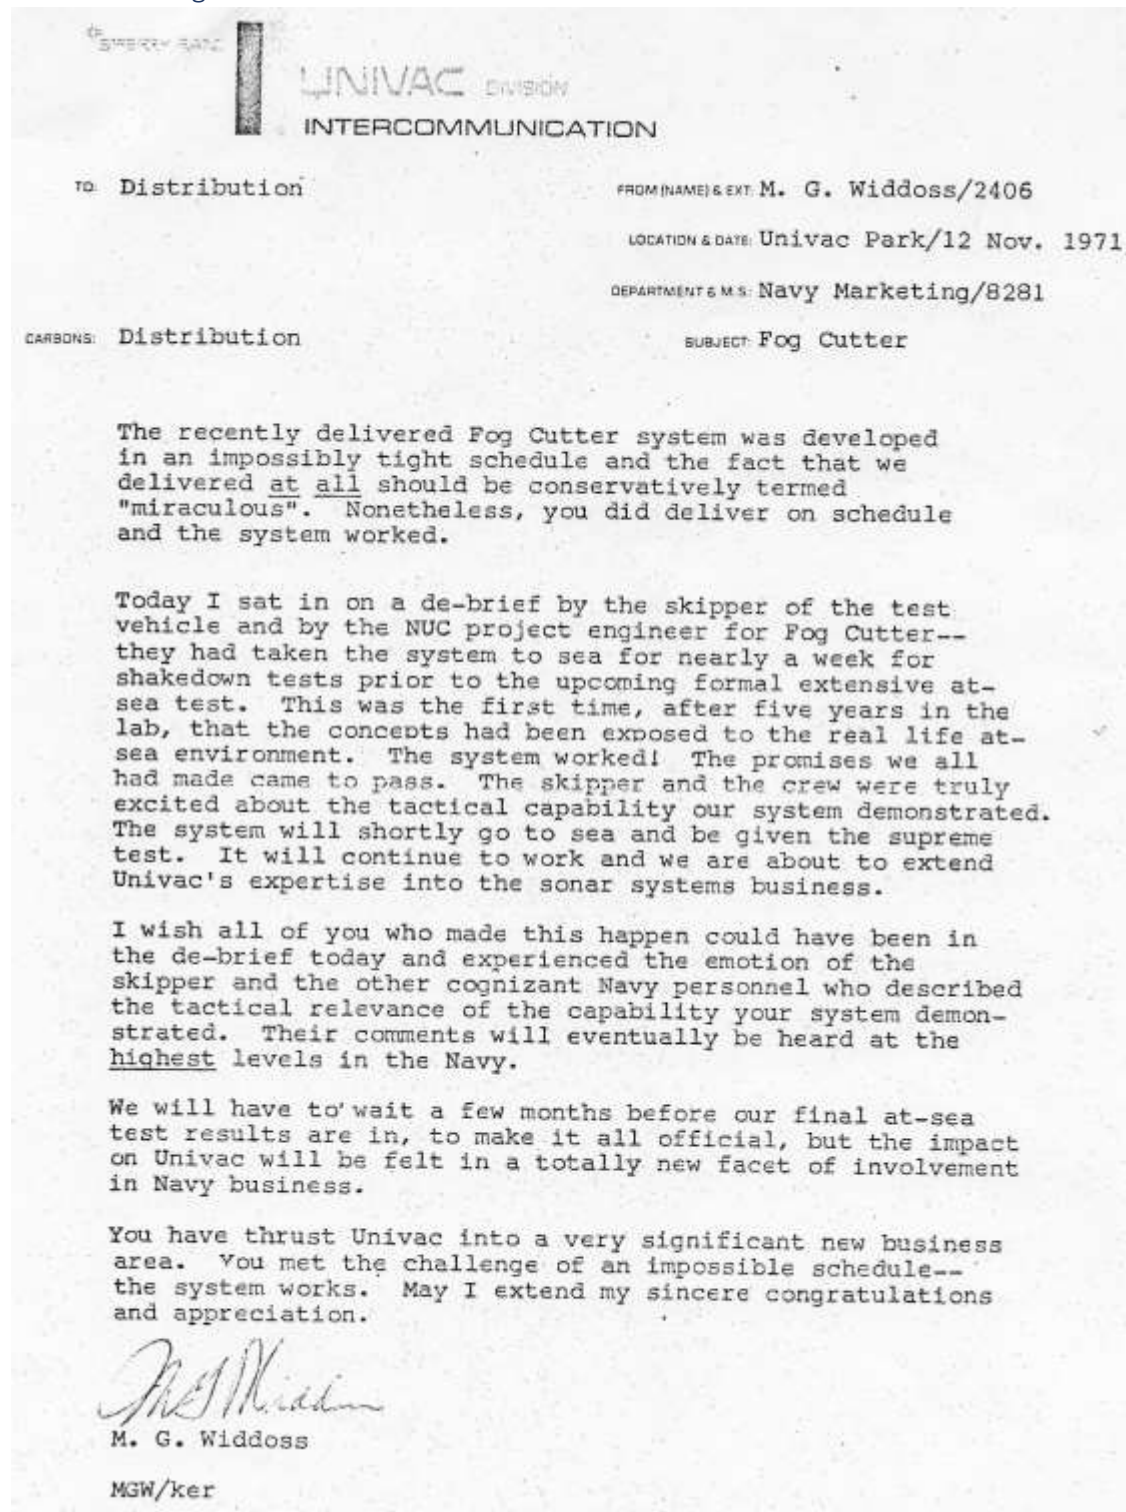 SPERRY RAND
UNIVAC DIVISION
INTERCOMMUNICATION
TO: Distribution
FROM (NAME) & EXT: M. G. Widdoss/2406
LOCATION & DATE: Univac Park/12 Nov. 1971
DEPARTMENT & M.S: Navy Marketing/8281
CARBONS: Distribution
SUBJECT: Fog Cutter
The recently delivered Fog Cutter system was developed
in an impossibly tight schedule and the fact that we
delivered at all should be conservatively termed
"miraculous". Nonetheless, you did deliver on schedule
and the system worked.
Today I sat in on a de-brief by the skipper of the test
vehicle and by the NUC project engineer for Fog Cutter--
they had taken the system to sea for nearly a week for
shakedown tests prior to the upcoming formal extensive at-
sea test. This was the first time, after five years in the
lab, that the concepts had been exposed to the real life at-
sea environment. The system worked! The promises we all
had made came to pass. The skipper and the crew were truly
excited about the tactical capability our system demonstrated.
The system will shortly go to sea and be given the supreme
test. It will continue to work and we are about to extend
Univac's expertise into the sonar systems business.
I wish all of you who made this happen could have been in
the de-brief today and experienced the emotion of the
skipper and the other cognizant Navy personnel who described
the tactical relevance of the capability your system demon-
strated. Their comments will eventually be heard at the
highest levels in the Navy.
We will have to wait a few months before our final at-sea
test results are in, to make it all official, but the impact
on Univac will be felt in a totally new facet of involvement
in Navy business.
You have thrust Univac into a very significant new business
area. You met the challenge of an impossible schedule--
the system works. May I extend my sincere congratulations
and appreciation.
M. G. Widdoss
MGW/ker